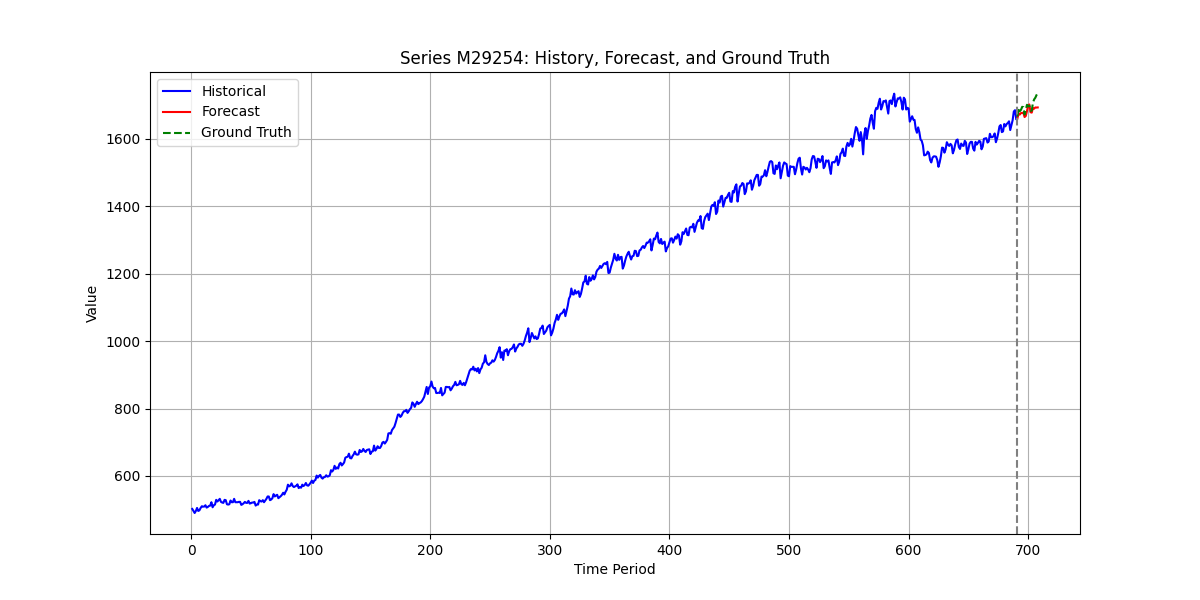 Series M29254: History, Forecast, and Ground Truth
Historical
Forecast
Ground Truth
1600
1400
1200
1000
800
600
Value
0 100 200 300 400 500 600 700
Time Period